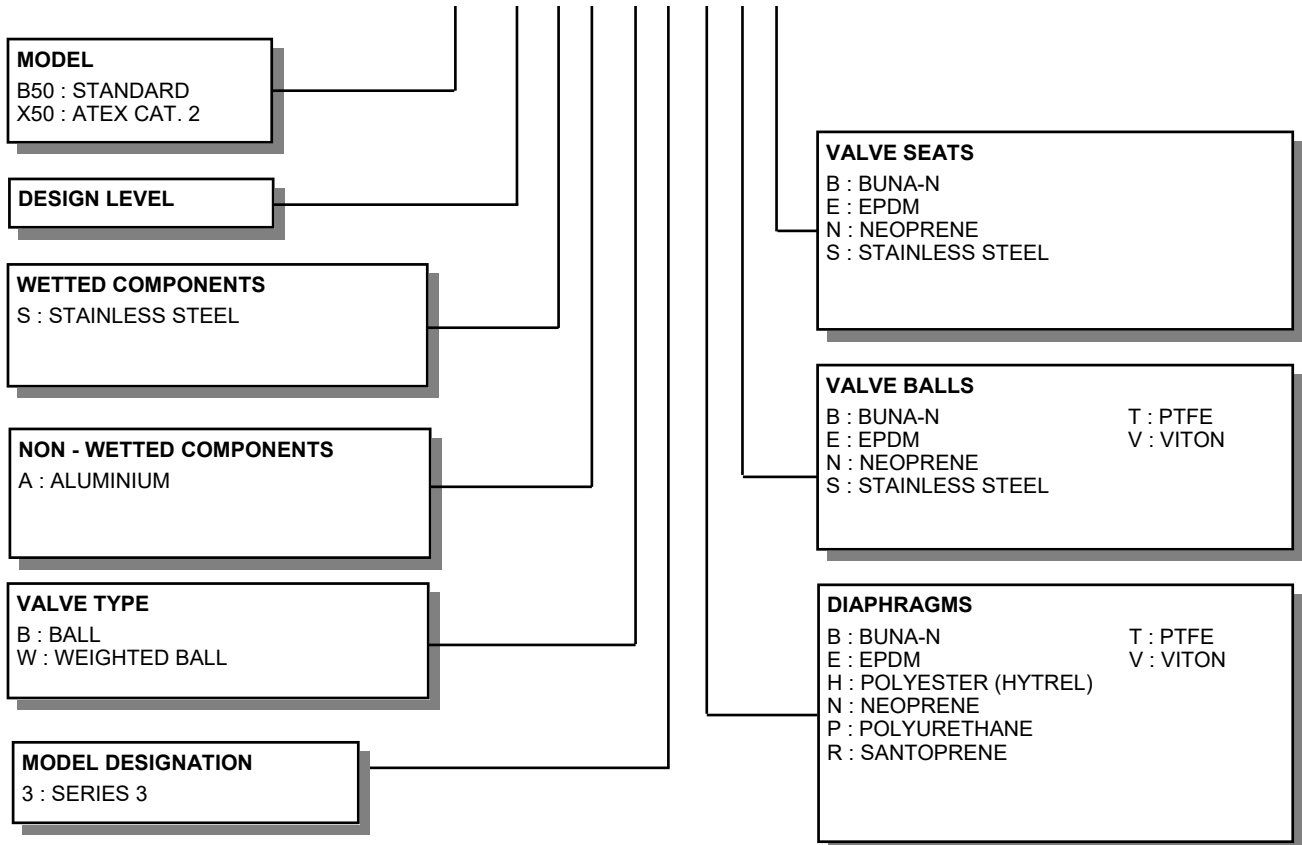 MODEL
B50 : STANDARD
X50 : ATEX CAT. 2
DESIGN LEVEL
WETTED COMPONENTS
S : STAINLESS STEEL
NON - WETTED COMPONENTS
A : ALUMINIUM
VALVE TYPE
B : BALL
W : WEIGHTED BALL
MODEL DESIGNATION
3 : SERIES 3
VALVE SEATS
B : BUNA-N
E : EPDM
N : NEOPRENE
S : STAINLESS STEEL
VALVE BALLS
B : BUNA-N T : PTFE
E : EPDM V : VITON
N : NEOPRENE
S : STAINLESS STEEL
DIAPHRAGMS
B : BUNA-N T : PTFE
E : EPDM V : VITON
H : POLYESTER (HYTREL)
N : NEOPRENE
P : POLYURETHANE
R : SANTOPRENE